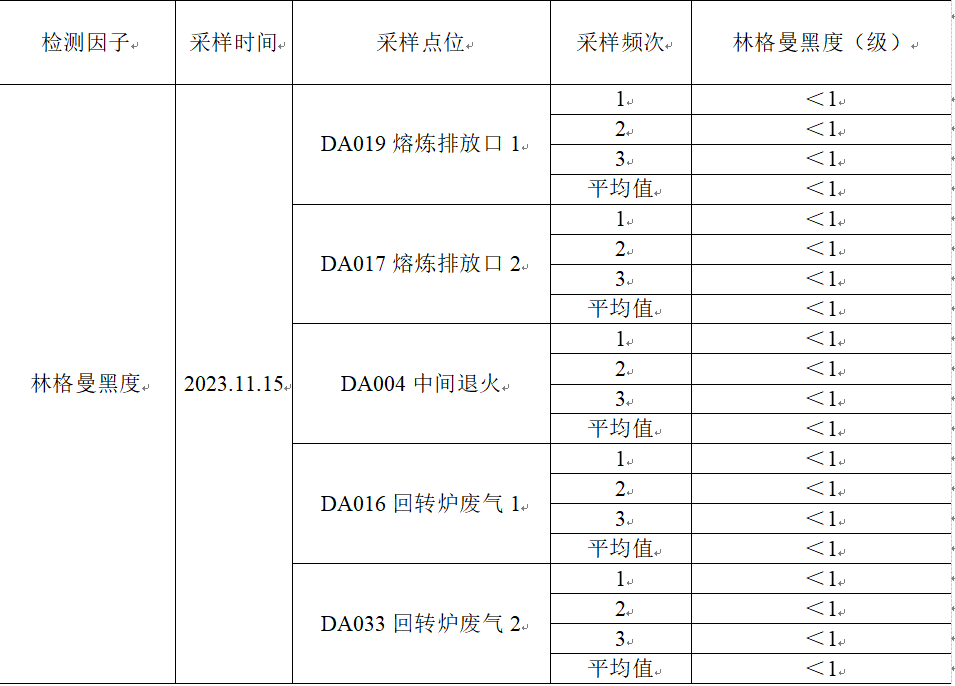 检测因子 采样时间 采样点位 采样频次 林格曼黑度（级）
林格曼黑度 2023.11.15 DA019 熔炼排放口 1 1 ＜1
2 ＜1
3 ＜1
平均值 ＜1
DA017 熔炼排放口 2 1 ＜1
2 ＜1
3 ＜1
平均值 ＜1
DA004 中间退火 1 ＜1
2 ＜1
3 ＜1
平均值 ＜1
DA016 回转炉废气 1 1 ＜1
2 ＜1
3 ＜1
平均值 ＜1
DA033 回转炉废气 2 1 ＜1
2 ＜1
3 ＜1
平均值 ＜1